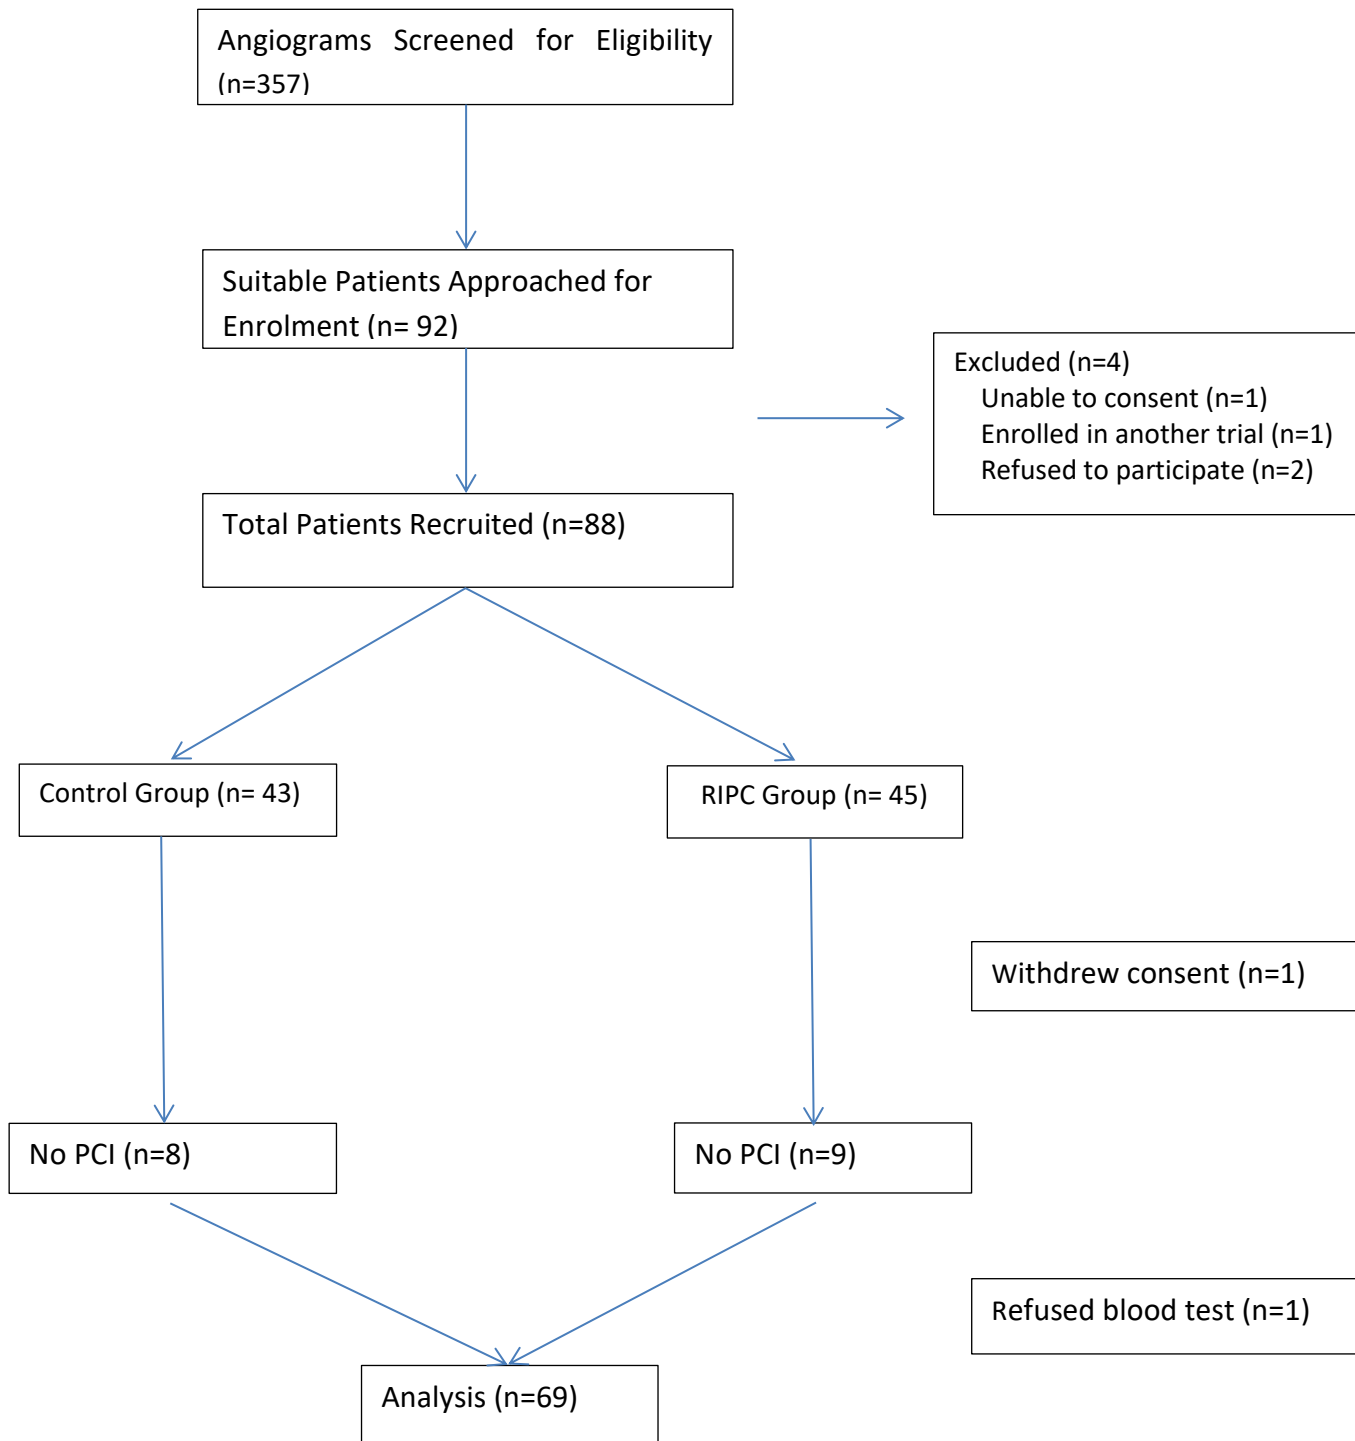 Angiograms Screened for Eligibility
(n=357)
Suitable Patients Approached for
Enrolment (n= 92)
Excluded (n=4)
Unable to consent (n=1)
Enrolled in another trial (n=1)
Refused to participate (n=2)
Total Patients Recruited (n=88)
Control Group (n= 43)
RIPC Group (n= 45)
Withdrew consent (n=1)
No PCI (n=8)
No PCI (n=9)
Refused blood test (n=1)
Analysis (n=69)